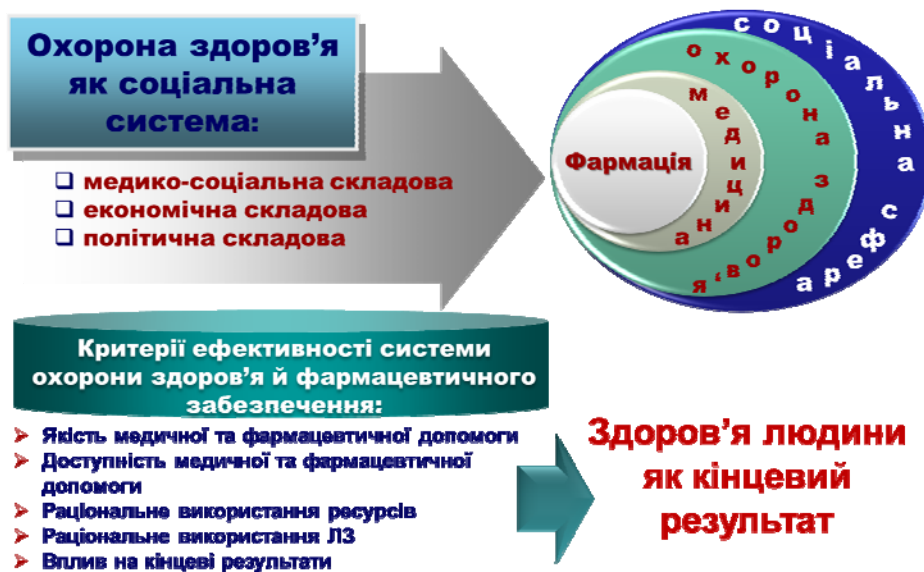 Охорона здоров’я
як соціальна
система:
медико-соціальна складова
економічна складова
політична складова
Фармація
медицина
охорона здоров’я
соціальна сфера
Критерії ефективності системи
охорони здоров’я й фармацевтичного
забезпечення:
Якість медичної та фармацевтичної допомоги
Доступність медичної та фармацевтичної
допомоги
Раціональне використання ресурсів
Раціональне використання ЛЗ
Вплив на кінцеві результати
Здоров’я людини
як кінцевий
результат